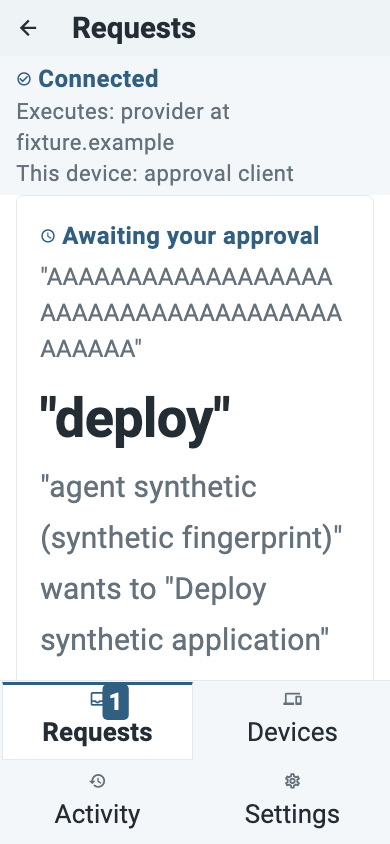 Requests
Connected
Executes: provider at
fixture.example
This device: approval client
Awaiting your approval
"AAAAAAAAAAAAAAAAAA
AAAAAAAAAAAAAAAAAAA
AAAAAA"
"deploy"
"agent synthetic
(synthetic fingerprint)"
wants to "Deploy
synthetic application"
1
Requests
Devices
Activity
Settings